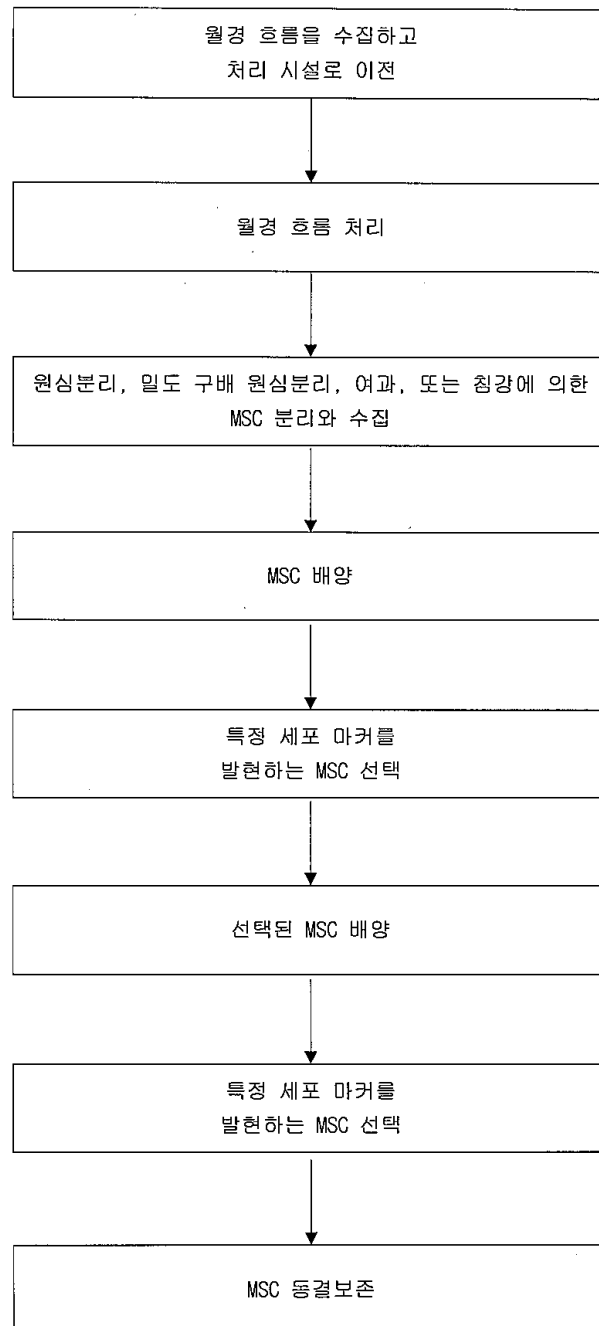 월경 흐름을 수집하고
처리 시설로 이전
월경 흐름 처리
원심분리, 밀도 구배 원심분리, 여과, 또는 침강에 의한
MSC 분리와 수집
MSC 배양
특정 세포 마커를
발현하는 MSC 선택
선택된 MSC 배양
특정 세포 마커를
발현하는 MSC 선택
MSC 동결보존